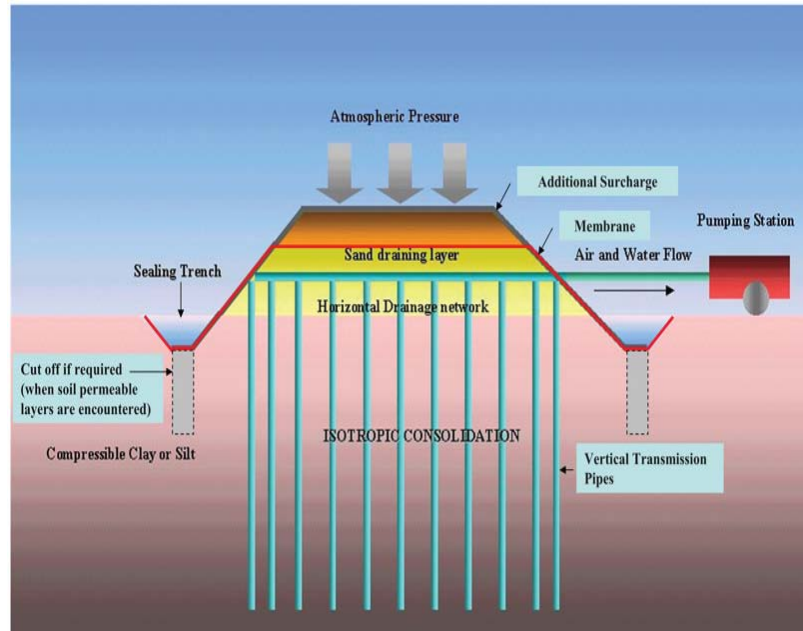 Atmospheric Pressure
Additional Surcharge
Membrane
Pumping Station
Sand draining layer
Air and Water Flow
Sealing Trench
Horizontal Drainage network
Cut off if required
(when soil permeable
layers are encountered)
ISOTROPIC CONSOLIDATION
Compressible Clay or Silt
Vertical Transmission
Pipes